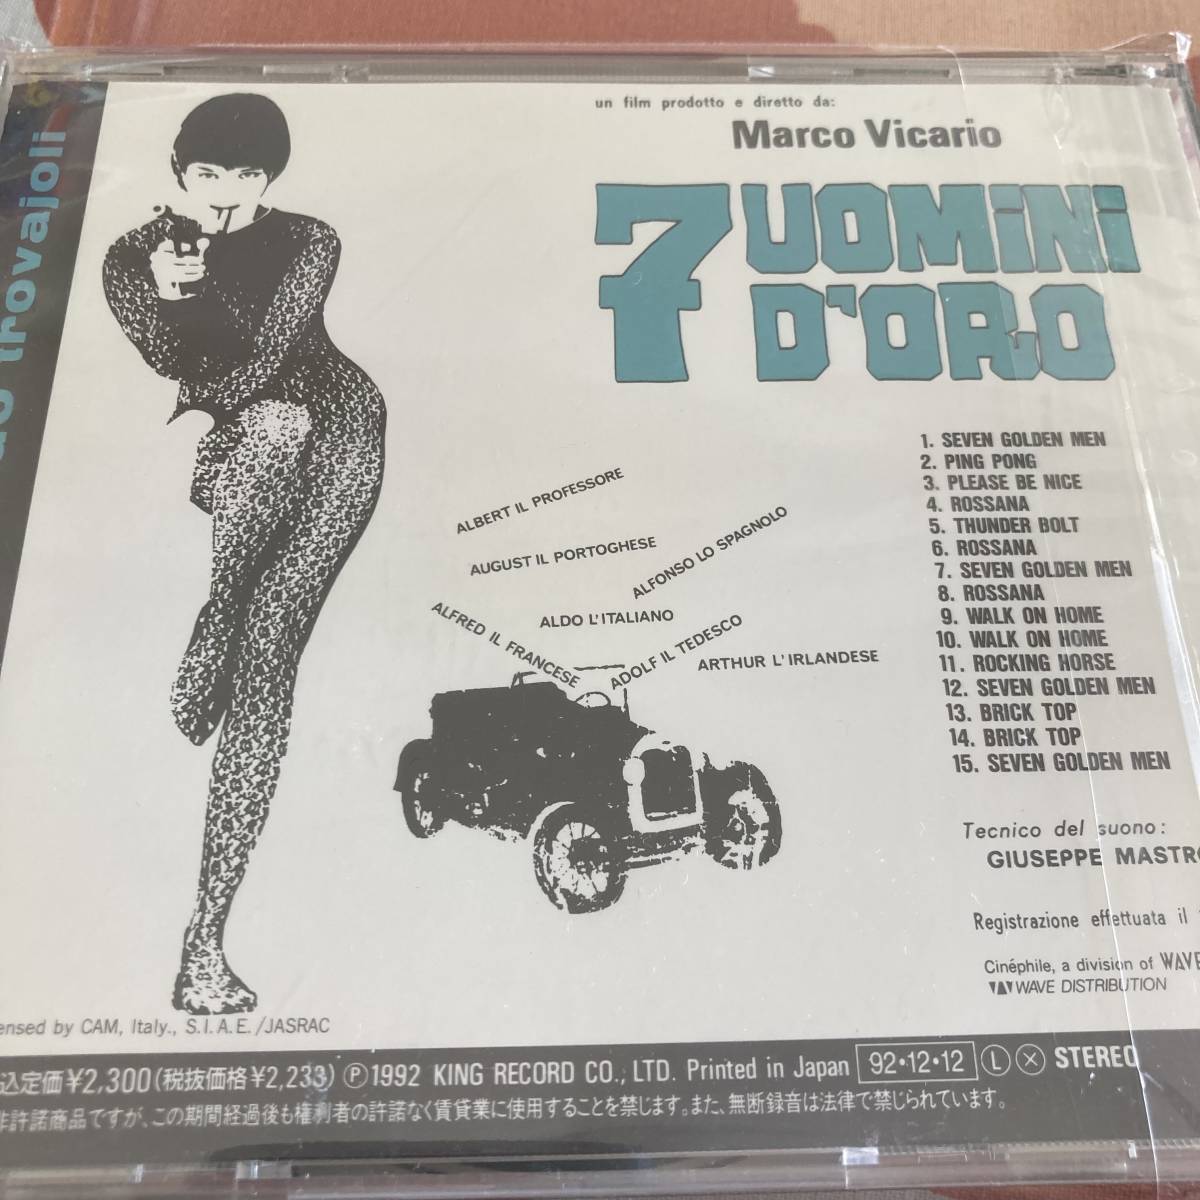 trovajoli
un film prodotto e diretto da:
Marco Vicario
7 UOMINI
D'ORO
ALBERT IL PROFESSORE
AUGUST IL PORTOGHESE
ALFONSO LO SPAGNOLO
ALFRED IL FRANCESE
ALDO L'ITALIANO
ADOLF IL TEDESCO
ARTHUR L'IRLANDESE
1. SEVEN GOLDEN MEN
2. PING PONG
3. PLEASE BE NICE
4. ROSSANA
5. THUNDER BOLT
6. ROSSANA
7. SEVEN GOLDEN MEN
8. ROSSANA
9. WALK ON HOME
10. WALK ON HOME
11. ROCKING HORSE
12. SEVEN GOLDEN MEN
13. BRICK TOP
14. BRICK TOP
15. SEVEN GOLDEN MEN
Tecnico del suono:
GIUSEPPE
Registrazione effettuata il
Cinéphile, a division of WAVE
WAVE DISTRIBUTION
by CAM, Italy., S.I.A.E./JASRAC
込定価¥2,300(税抜価格¥2,233) Ⓟ1992 KING RECORD CO., LTD. Printed in Japan 92・12・12 Ⓛ Ⓧ STEREO
非許諾商品ですが、この期間経過後も権利者の許諾なく賃貸業に使用することを禁じます。また、無断録音は法律で禁じられています。